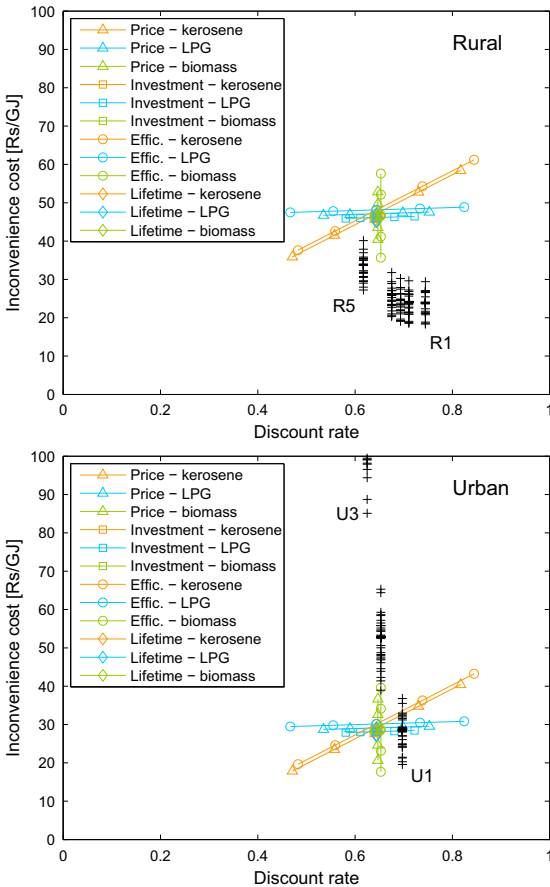 100
90
80
70
60
50
40
30
20
10
0
Inconvenience cost [Rs/GJ]
Price − kerosene
Price − LPG
Price − biomass
Investment − kerosene
Investment − LPG
Investment − biomass
Effic. − kerosene
Effic. − LPG
Effic. − biomass
Lifetime − kerosene
Lifetime − LPG
Lifetime − biomass
Rural
R5
R1
0 0.2 0.4 0.6 0.8 1
Discount rate
100
90
80
70
60
50
40
30
20
10
0
Inconvenience cost [Rs/GJ]
Price − kerosene
Price − LPG
Price − biomass
Investment − kerosene
Investment − LPG
Investment − biomass
Effic. − kerosene
Effic. − LPG
Effic. − biomass
Lifetime − kerosene
Lifetime − LPG
Lifetime − biomass
Urban
U3
U1
0 0.2 0.4 0.6 0.8 1
Discount rate